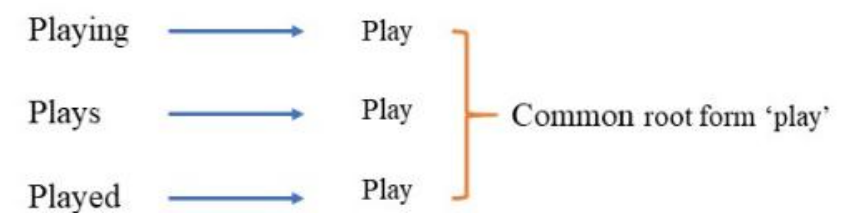 Playing Play
Plays Play
Common root form ‘play’
Played Play